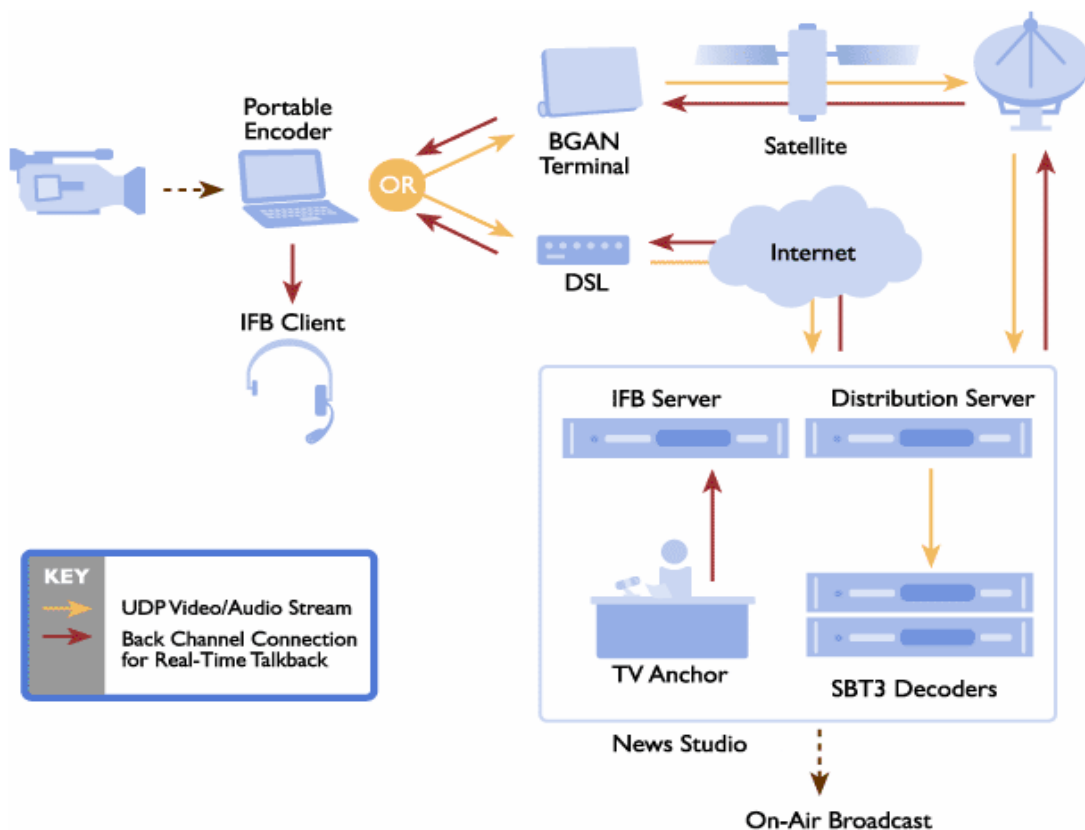 Portable
Encoder
BGAN
Terminal
Satellite
OR
Internet
DSL
IFB Client
IFB Server
Distribution Server
KEY
UDP Video/Audio Stream
Back Channel Connection
for Real-Time Talkback
TV Anchor
SBT3 Decoders
News Studio
On-Air Broadcast